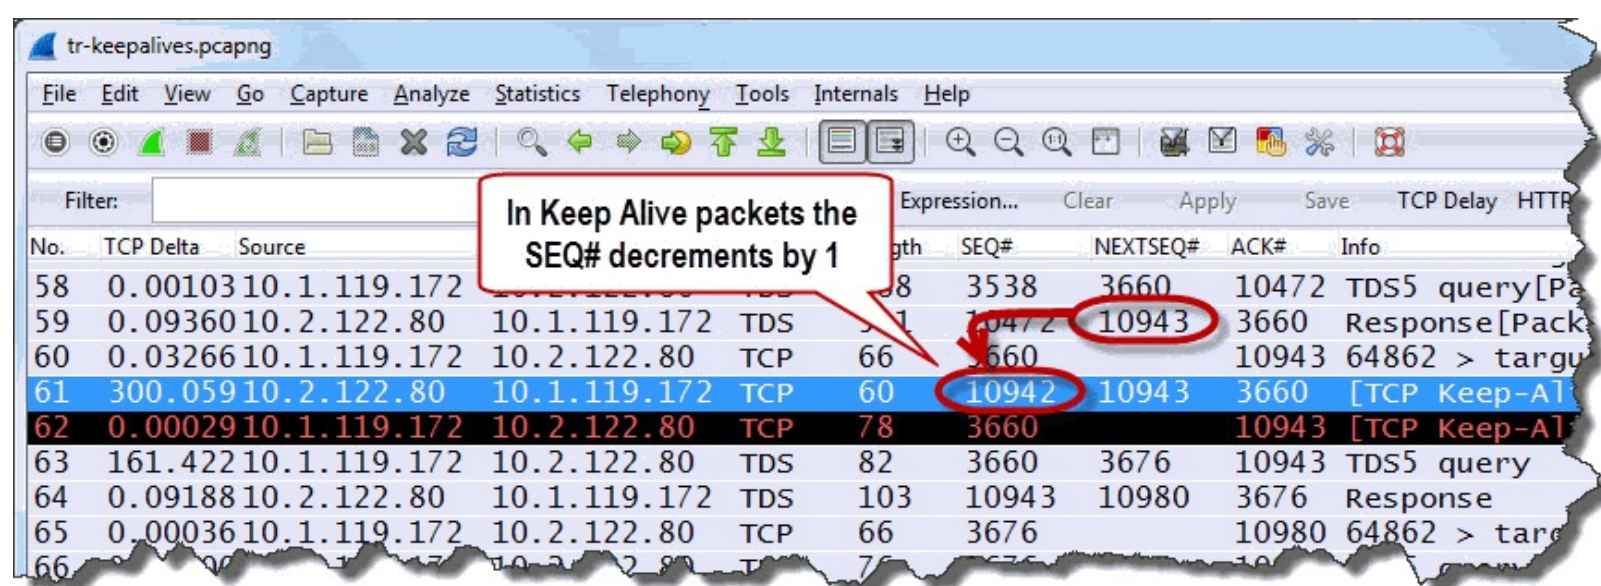 tr-keepalives.pcapng
File Edit View Go Capture Analyze Statistics Telephony Tools Internals Help
Filter: Expression... Clear Apply Save TCP Delay HTTP
In Keep Alive packets the
SEQ# decrements by 1
No. TCP Delta Source gth SEQ# NEXTSEQ# ACK# Info
58 0.00103 10.1.119.172 3538 3660 10472 TDS5 query[Pa
59 0.09360 10.2.122.80 10.1.119.172 TDS 10472 10943 3660 Response[Pack
60 0.03266 10.1.119.172 10.2.122.80 TCP 66 3660 10943 64862 > targu
61 300.059 10.2.122.80 10.1.119.172 TCP 60 10942 10943 3660 [TCP Keep-Al
62 0.00029 10.1.119.172 10.2.122.80 TCP 78 3660 10943 [TCP Keep-Al
63 161.422 10.1.119.172 10.2.122.80 TDS 82 3660 3676 10943 TDS5 query
64 0.09188 10.2.122.80 10.1.119.172 TDS 103 10943 10980 3676 Response
65 0.00036 10.1.119.172 10.2.122.80 TCP 66 3676 10980 64862 > targ
66